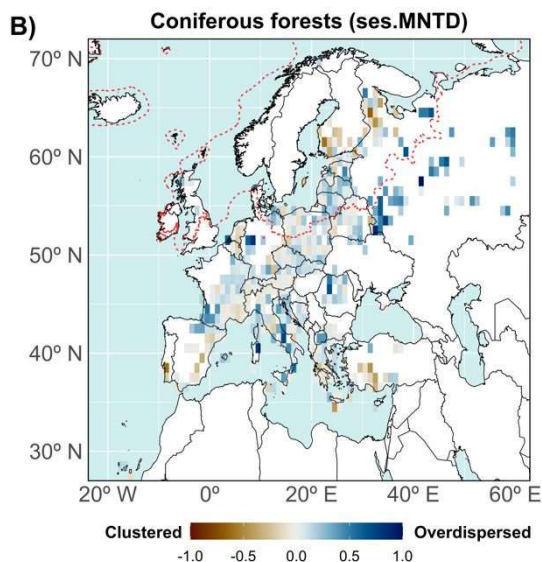 B)
Coniferous forests (ses.MNTD)
70º N
60º N
50º N
40º N
30º N
20º W 0º 20º E 40º E 60º E
Clustered Overdispersed
-1.0 -0.5 0.0 0.5 1.0